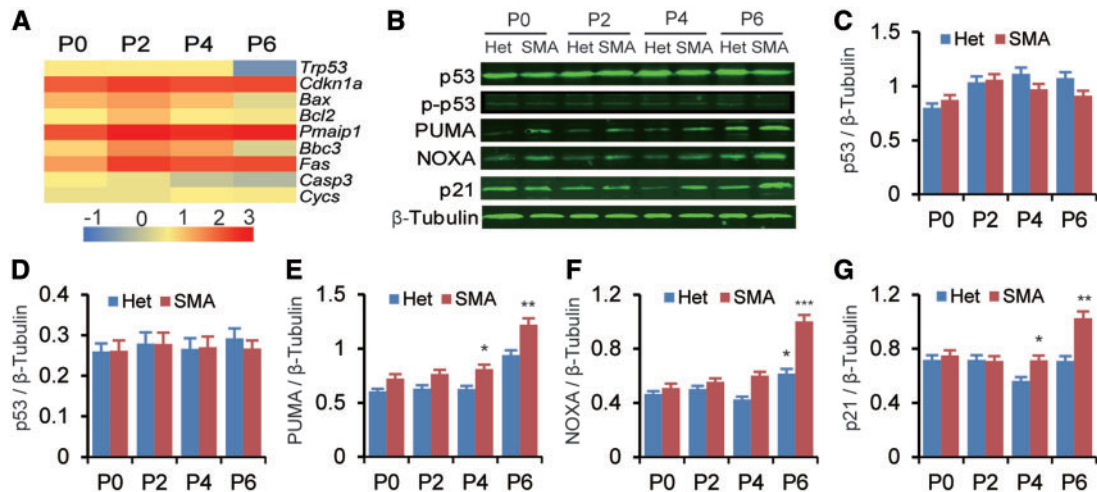 A
P0 P2 P4 P6
Trp53
Cdkn1a
Bax
Bcl2
Pmaip1
Bbc3
Fas
Casp3
Cycs
-1 0 1 2 3
B
P0 P2 P4 P6
Het SMA Het SMA Het SMA Het SMA
p53
p-p53
PUMA
NOXA
p21
β-Tubulin
C
Het SMA
p53 / β-Tubulin
1.5
1
0.5
0
P0 P2 P4 P6
D
Het SMA
p53 / β-Tubulin
0.4
0.3
0.2
0.1
0
P0 P2 P4 P6
E
Het SMA
PUMA / β-Tubulin
1.5
1
0.5
0
* **
P0 P2 P4 P6
F
Het SMA
NOXA / β-Tubulin
1.2
0.8
0.4
0
* ***
P0 P2 P4 P6
G
Het SMA
p21 / β-Tubulin
1.2
0.9
0.6
0.3
0
* **
P0 P2 P4 P6